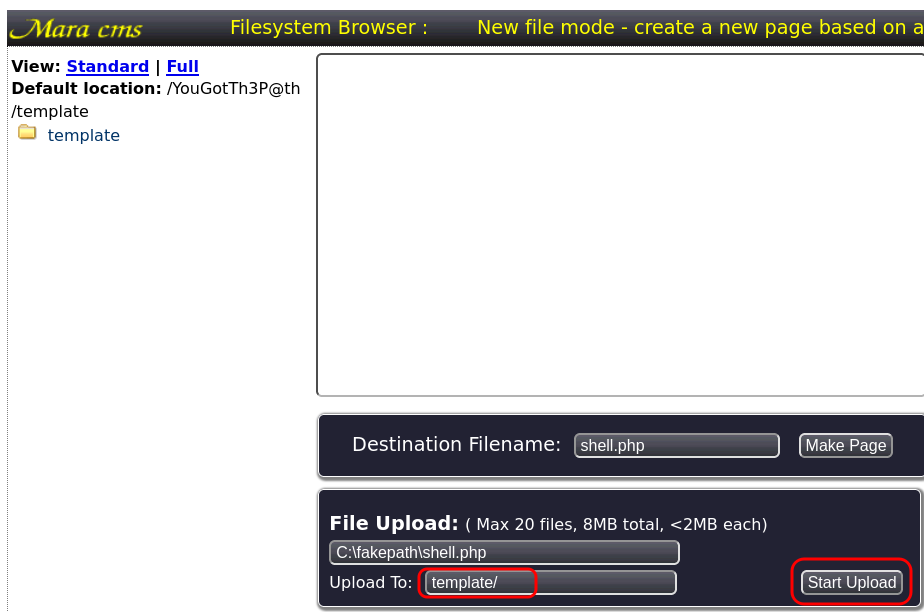 Mara cms Filesystem Browser : New file mode - create a new page based on a
View: Standard | Full
Default location: /YouGotTh3P@th
/template
template
Destination Filename: shell.php Make Page
File Upload: ( Max 20 files, 8MB total, <2MB each)
C:\fakepath\shell.php
Upload To: template/ Start Upload